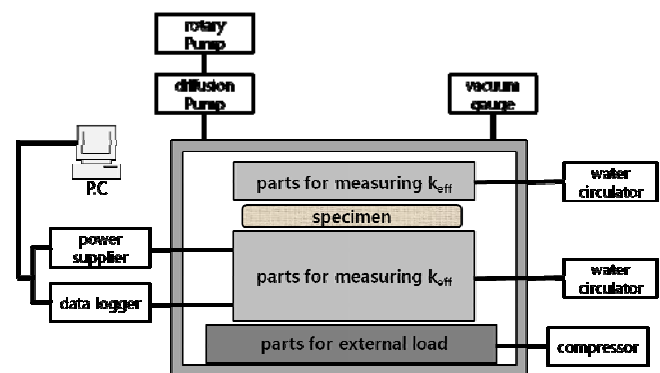 rotary
Pump
diffusion
Pump
vacuum
gauge
P.C
parts for measuring keff
water
circulator
specimen
power
supplier
parts for measuring keff
water
circulator
data logger
parts for external load
compressor